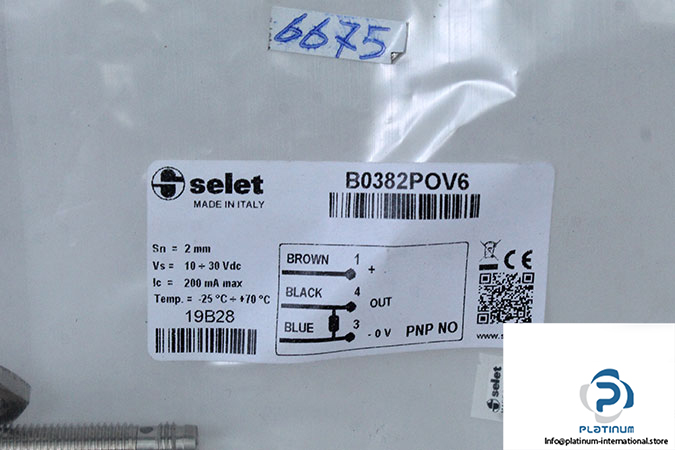 6675
selet
MADE IN ITALY
B0382POV6
Sn = 2 mm
Vs = 10 ÷ 30 Vdc
Ic = 200 mA max
Temp. = -25 °C ÷ +70 °C
19B28
BROWN 1 +
BLACK 4 OUT
BLUE 3 - 0 V
PNP NO
CE
selet
PLATINUM
Info@platinum-international.store